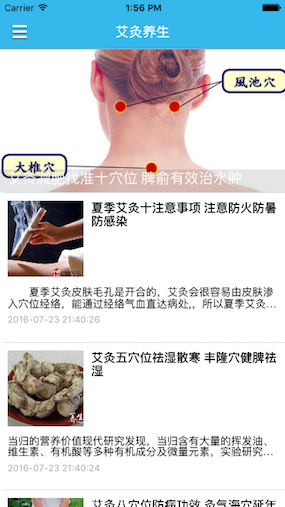 Carrier 1:56 PM
艾灸养生
風池穴
大椎穴
艾灸减肥找准十穴位 脾俞有效治水肿
夏季艾灸十注意事项 注意防火防暑
防感染
夏季艾灸皮肤毛孔是开合的，艾灸会很容易由皮肤渗
入穴位经络，能通过经络气血直达病处,，所以夏季艾灸…
2016-07-23 21:40:26
艾灸五穴位祛湿散寒 丰隆穴健脾祛
湿
养生
当归的营养价值现代研究发现，当归含有大量的挥发油、
维生素、有机酸等多种有机成分及微量元素，实验研究…
2016-07-23 21:40:24
艾灸八穴位防病功效 灸气海穴延年